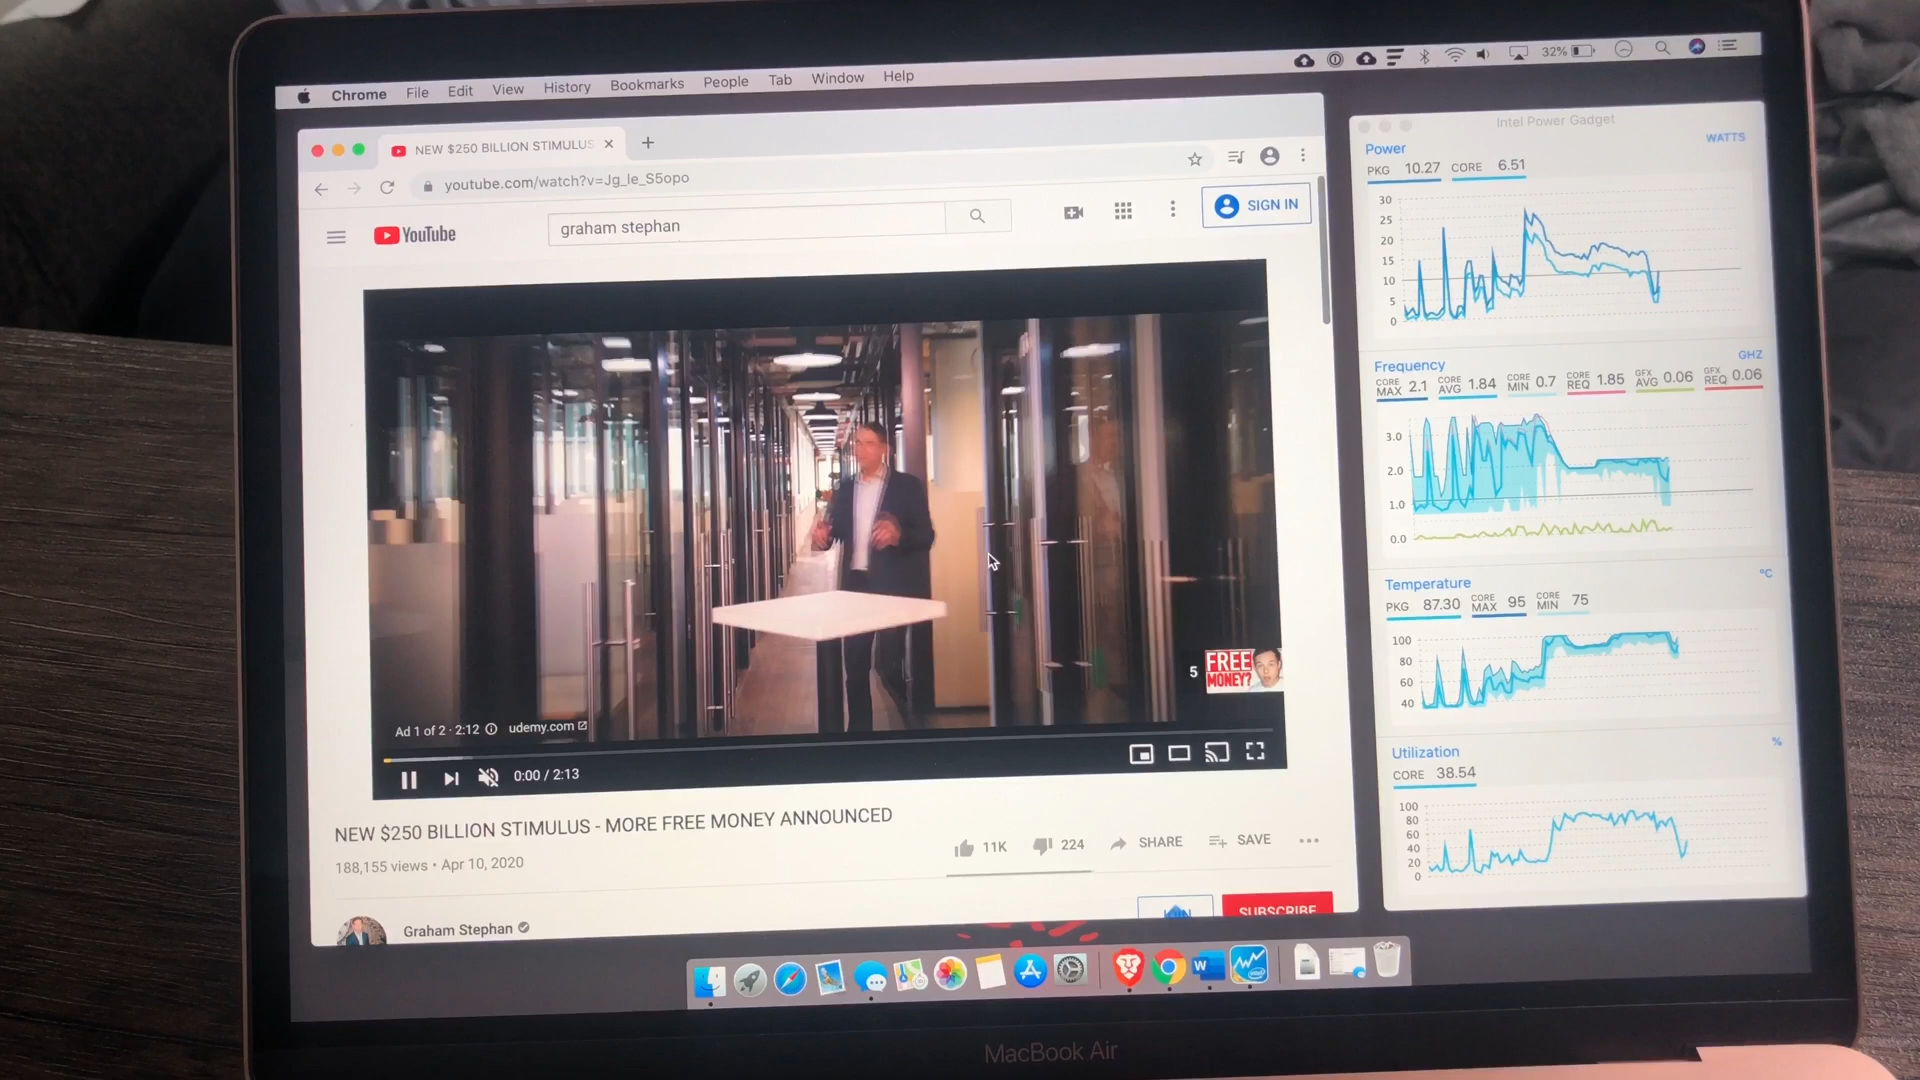 Chrome File Edit View History Bookmarks People Tab Window Help
32%
NEW $250 BILLION STIMULUS
youtube.com/watch?v=Jg_le_S5opo
YouTube
graham stephan
SIGN IN
FREE
MONEY?
5
Ad 1 of 2 · 2:12 udemy.com
0:00 / 2:13
NEW $250 BILLION STIMULUS - MORE FREE MONEY ANNOUNCED
188,155 views • Apr 10, 2020
11K 224 SHARE SAVE
JOIN SUBSCRIBE
Graham Stephan
Intel Power Gadget
Power WATTS
PKG 10.27 CORE 6.51
30
25
20
15
10
5
0
Frequency GHZ
CORE MAX 2.1 CORE AVG 1.84 CORE MIN 0.7 CORE REQ 1.85 GFX AVG 0.06 GFX REQ 0.06
3.0
2.0
1.0
0.0
Temperature °C
PKG 87.30 CORE MAX 95 CORE MIN 75
100
80
60
40
Utilization %
CORE 38.54
100
80
60
40
20
0
W
intel
MacBook Air